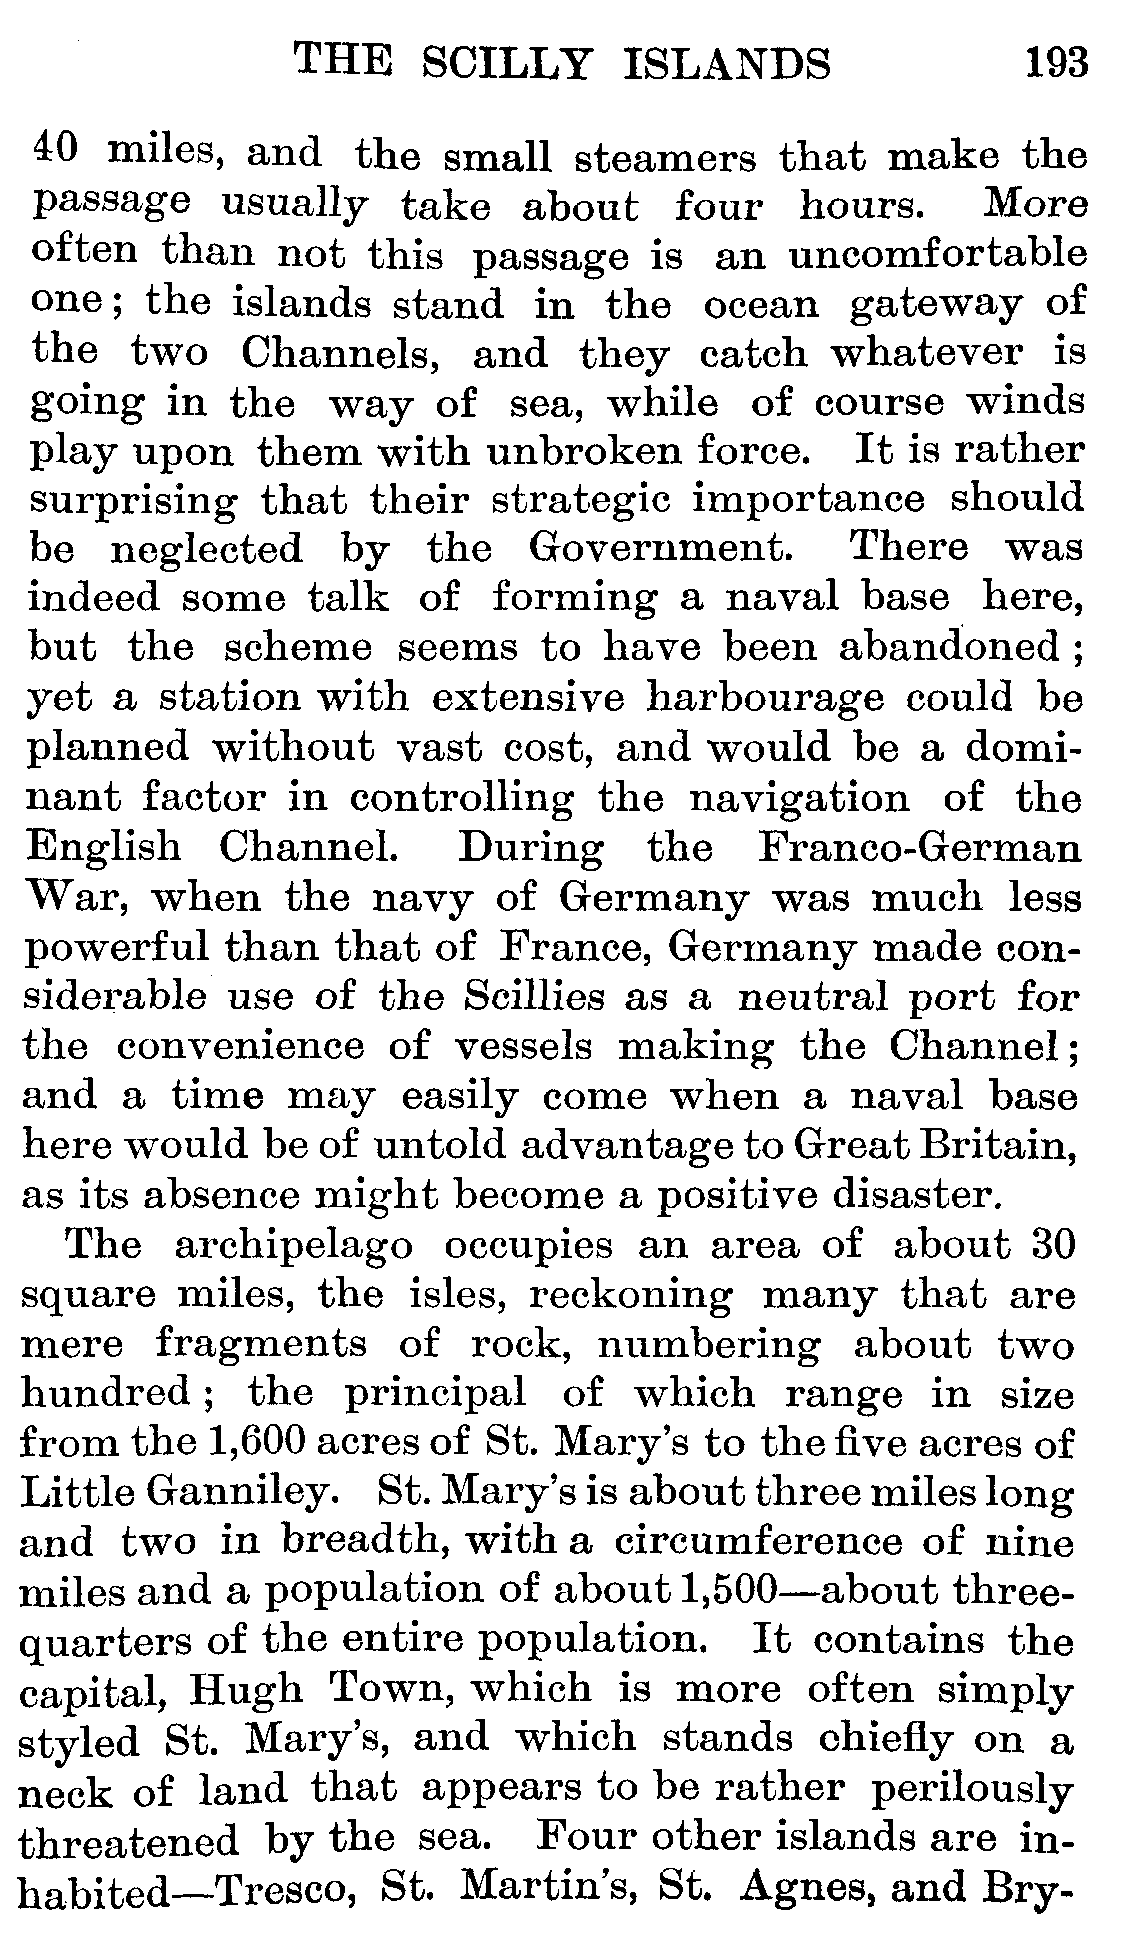 THE SCILLY ISLANDS 193
40 miles, and the small steamers that make the
passage usually take about four hours. More
often than not this passage is an uncomfortable
one; the islands stand in the ocean gateway of
the two Channels, and they catch whatever is
going in the way of sea, while of course winds
play upon them with unbroken force. It is rather
surprising that their strategic importance should
be neglected by the Government. There was
indeed some talk of forming a naval base here,
but the scheme seems to have been abandoned;
yet a station with extensive harbourage could be
planned without vast cost, and would be a domi-
nant factor in controlling the navigation of the
English Channel. During the Franco-German
War, when the navy of Germany was much less
powerful than that of France, Germany made con-
siderable use of the Scillies as a neutral port for
the convenience of vessels making the Channel;
and a time may easily come when a naval base
here would be of untold advantage to Great Britain,
as its absence might become a positive disaster.
The archipelago occupies an area of about 30
square miles, the isles, reckoning many that are
mere fragments of rock, numbering about two
hundred; the principal of which range in size
from the 1,600 acres of St. Mary's to the five acres of
Little Ganniley. St. Mary's is about three miles long
and two in breadth, with a circumference of nine
miles and a population of about 1,500—about three-
quarters of the entire population. It contains the
capital, Hugh Town, which is more often simply
styled St. Mary's, and which stands chiefly on a
neck of land that appears to be rather perilously
threatened by the sea. Four other islands are in-
habited—Tresco, St. Martin's, St. Agnes, and Bry-